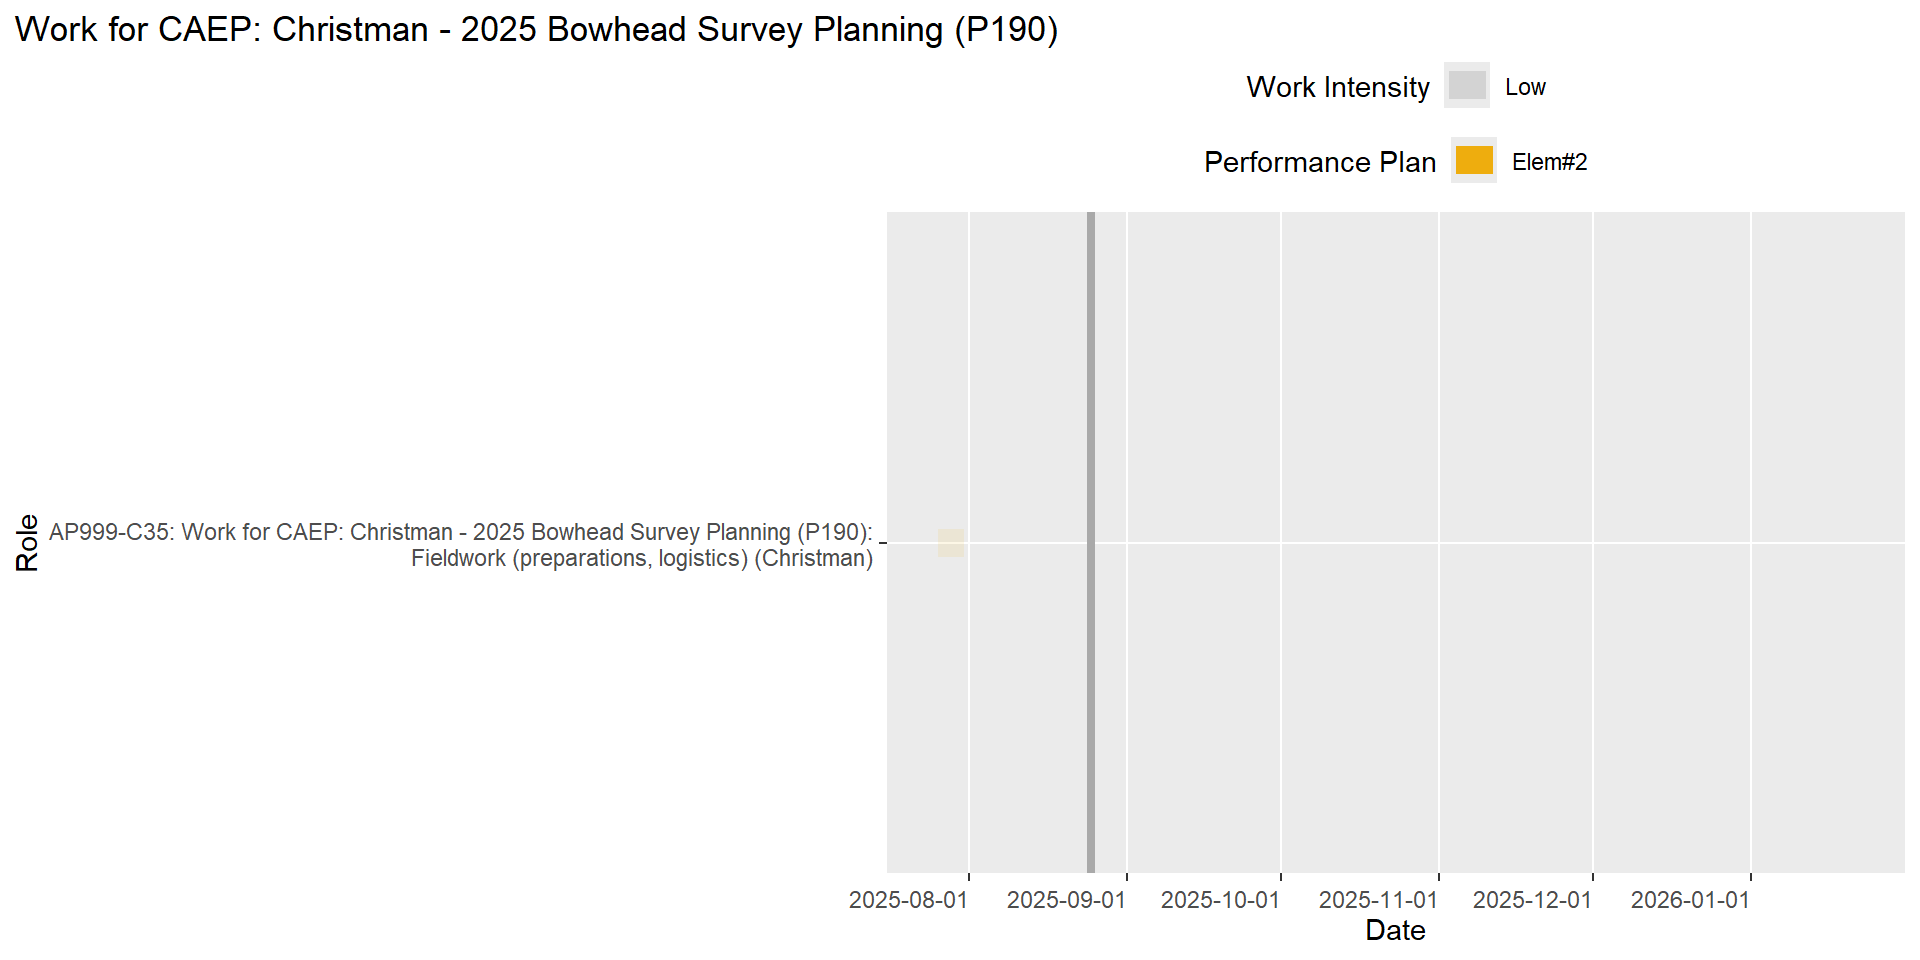 Work for CAEP: Christman - 2025 Bowhead Survey Planning (P190)
Work Intensity Low
Performance Plan Elem#2
Role
AP999-C35: Work for CAEP: Christman - 2025 Bowhead Survey Planning (P190):
Fieldwork (preparations, logistics) (Christman)
2025-08-01 2025-09-01 2025-10-01 2025-11-01 2025-12-01 2026-01-01
Date